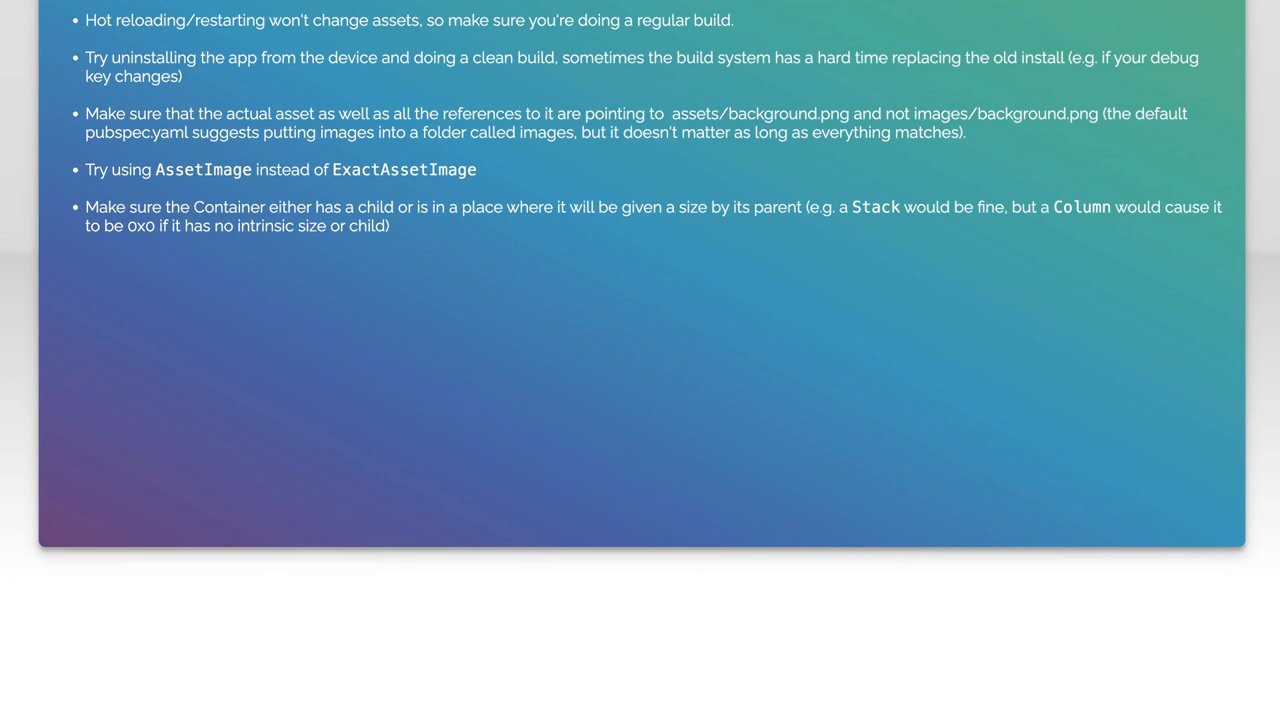 • Hot reloading/restarting won't change assets, so make sure you're doing a regular build.
• Try uninstalling the app from the device and doing a clean build, sometimes the build system has a hard time replacing the old install (e.g. if your debug
key changes)
• Make sure that the actual asset as well as all the references to it are pointing to assets/background.png and not images/background.png (the default
pubspec.yaml suggests putting images into a folder called images, but it doesn't matter as long as everything matches).
• Try using AssetImage instead of ExactAssetImage
• Make sure the Container either has a child or is in a place where it will be given a size by its parent (e.g. a Stack would be fine, but a Column would cause it
to be 0x0 if it has no intrinsic size or child)